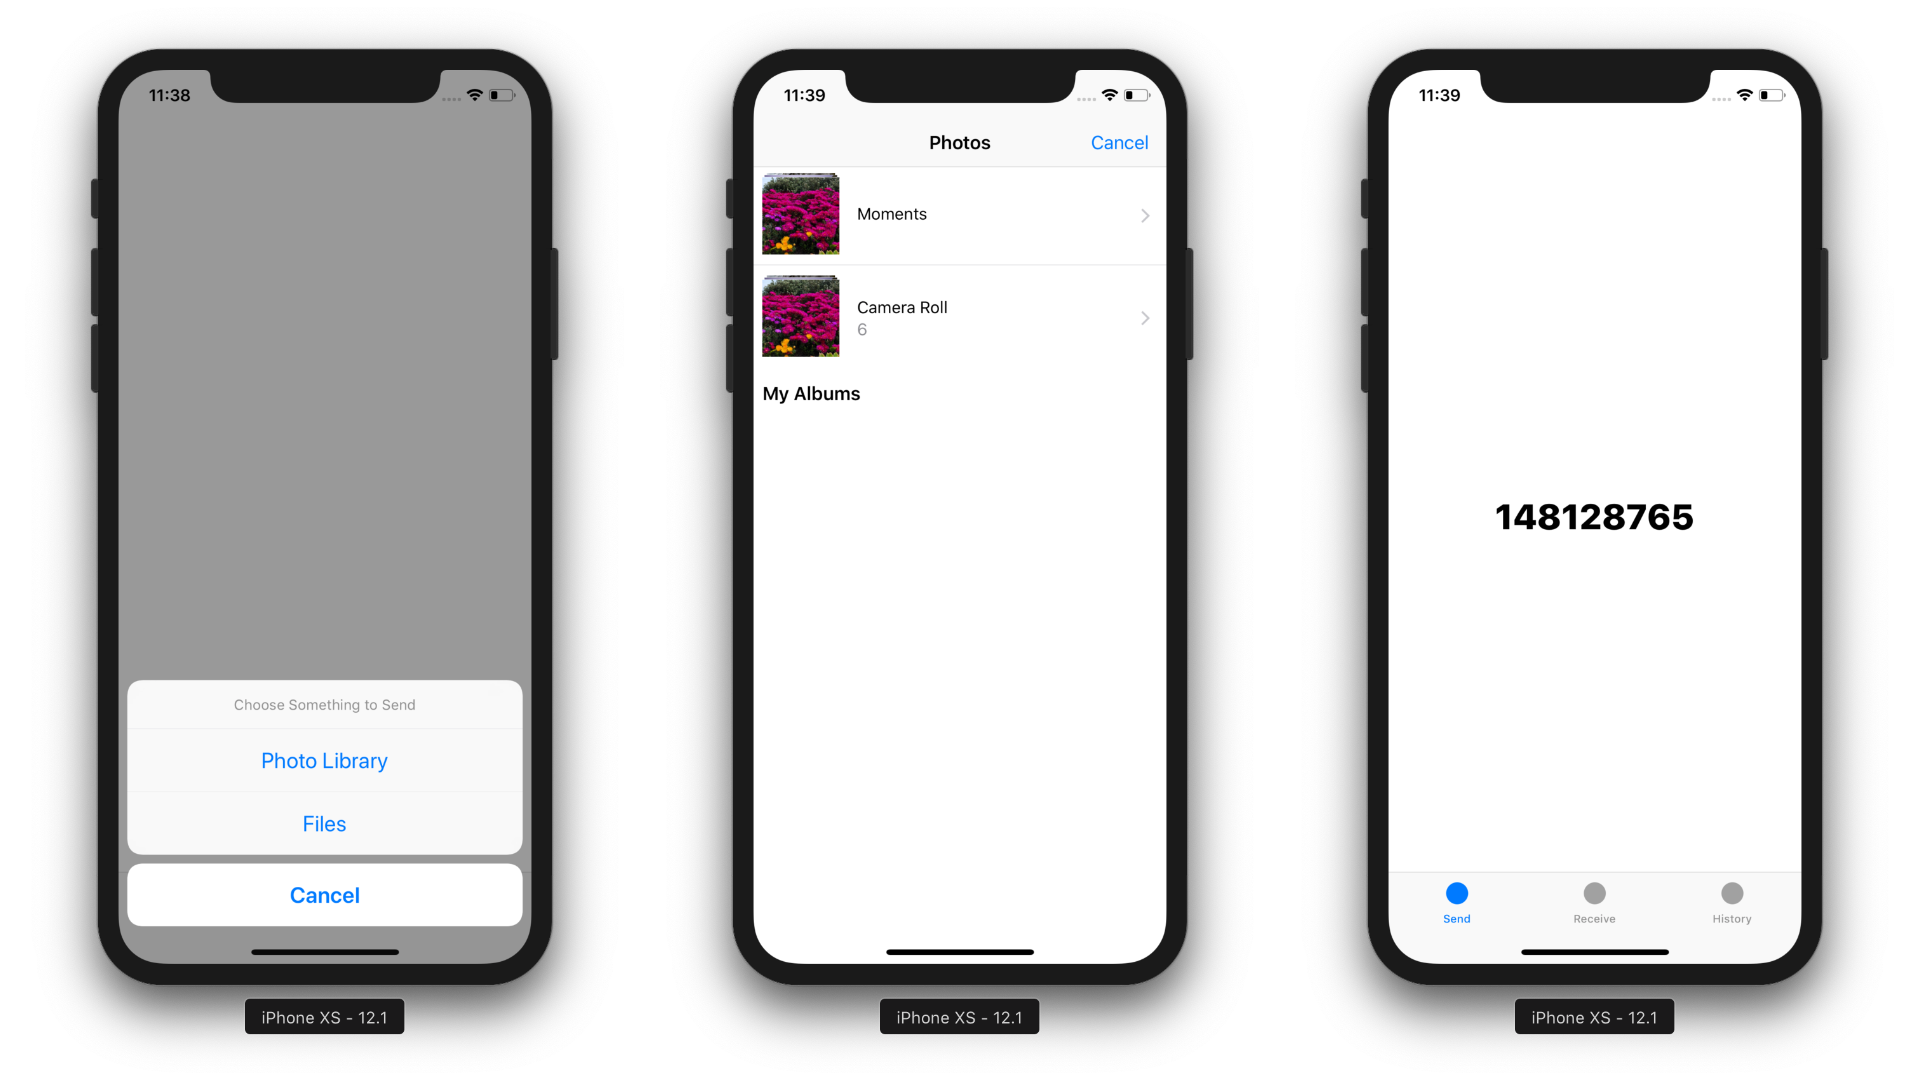 11:38
Choose Something to Send
Photo Library
Files
Cancel
iPhone XS - 12.1
11:39
Photos
Cancel
Moments
Camera Roll
6
My Albums
iPhone XS - 12.1
11:39
148128765
Send
Receive
History
iPhone XS - 12.1